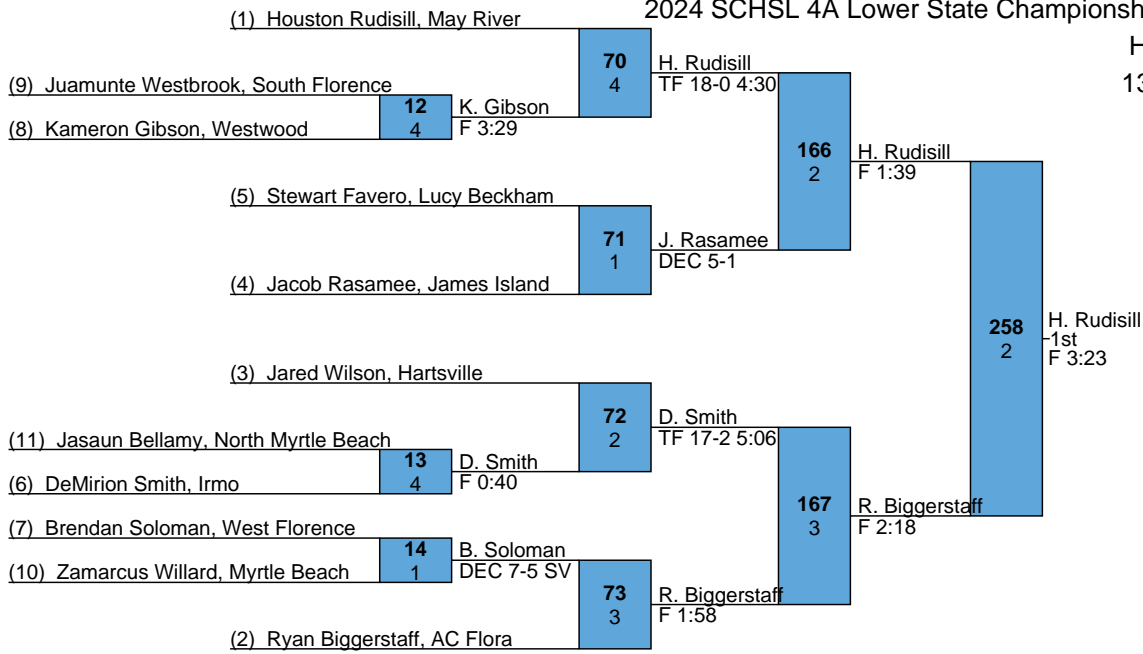 2024 SCHSL 4A Lower State Championsh
H
13
(1) Houston Rudisill, May River
70
4
H. Rudisill
TF 18-0 4:30
(9) Juamunte Westbrook, South Florence
12
4
K. Gibson
F 3:29
(8) Kameron Gibson, Westwood
166
2
H. Rudisill
F 1:39
(5) Stewart Favero, Lucy Beckham
71
1
J. Rasamee
DEC 5-1
(4) Jacob Rasamee, James Island
258
2
H. Rudisill
1st
F 3:23
(3) Jared Wilson, Hartsville
72
2
D. Smith
TF 17-2 5:06
(11) Jasaun Bellamy, North Myrtle Beach
13
4
D. Smith
F 0:40
(6) DeMirion Smith, Irmo
167
3
R. Biggerstaff
F 2:18
(7) Brendan Soloman, West Florence
14
1
B. Soloman
DEC 7-5 SV
(10) Zamarcus Willard, Myrtle Beach
73
3
R. Biggerstaff
F 1:58
(2) Ryan Biggerstaff, AC Flora